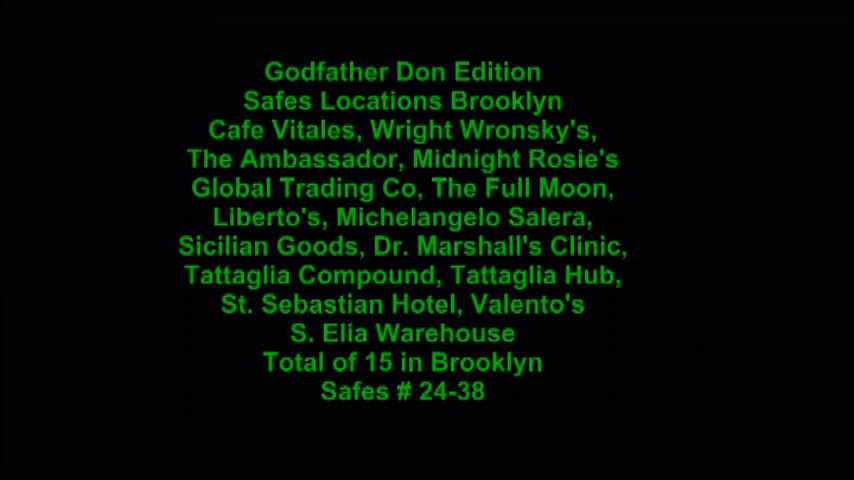 Godfather Don Edition
Safes Locations Brooklyn
Cafe Vitales, Wright Wronsky's,
The Ambassador, Midnight Rosie's
Global Trading Co, The Full Moon,
Liberto's, Michelangelo Salera,
Sicilian Goods, Dr. Marshall's Clinic,
Tattaglia Compound, Tattaglia Hub,
St. Sebastian Hotel, Valento's
S. Elia Warehouse
Total of 15 in Brooklyn
Safes # 24-38